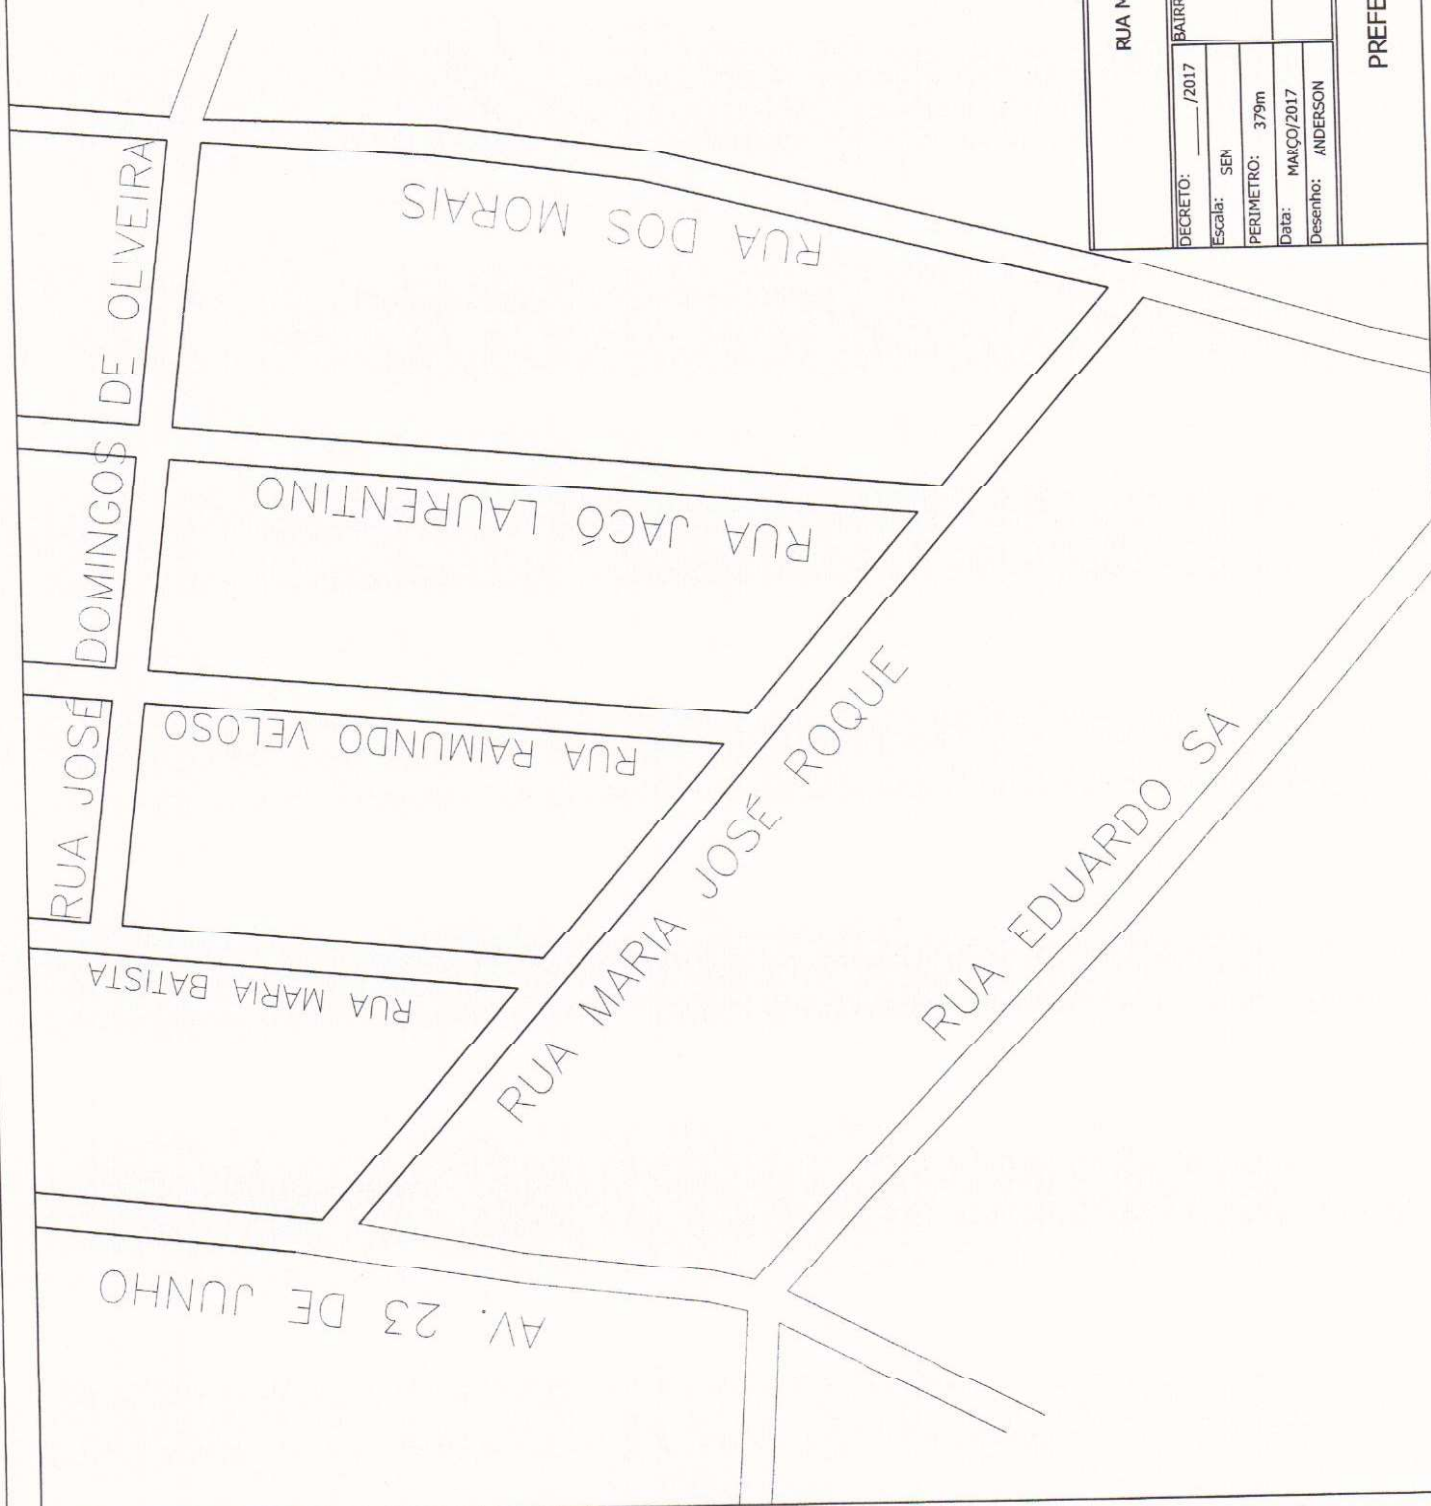 RUA DOS MORAIS
RUA JOSÉ DOMINGOS DE OLIVEIRA
RUA JACÓ LAURENTINO
RUA RAIMUNDO VELOSO
RUA MARIA BATISTA
RUA MARIA JOSÉ ROQUE
RUA EDUARDO SÁ
AV. 23 DE JUNHO
RUA M
DECRETO: ____/2017
BAIRR
Escala: SEM
PERIMETRO: 379m
Data: MARÇO/2017
Desenho: ANDERSON
PREFE